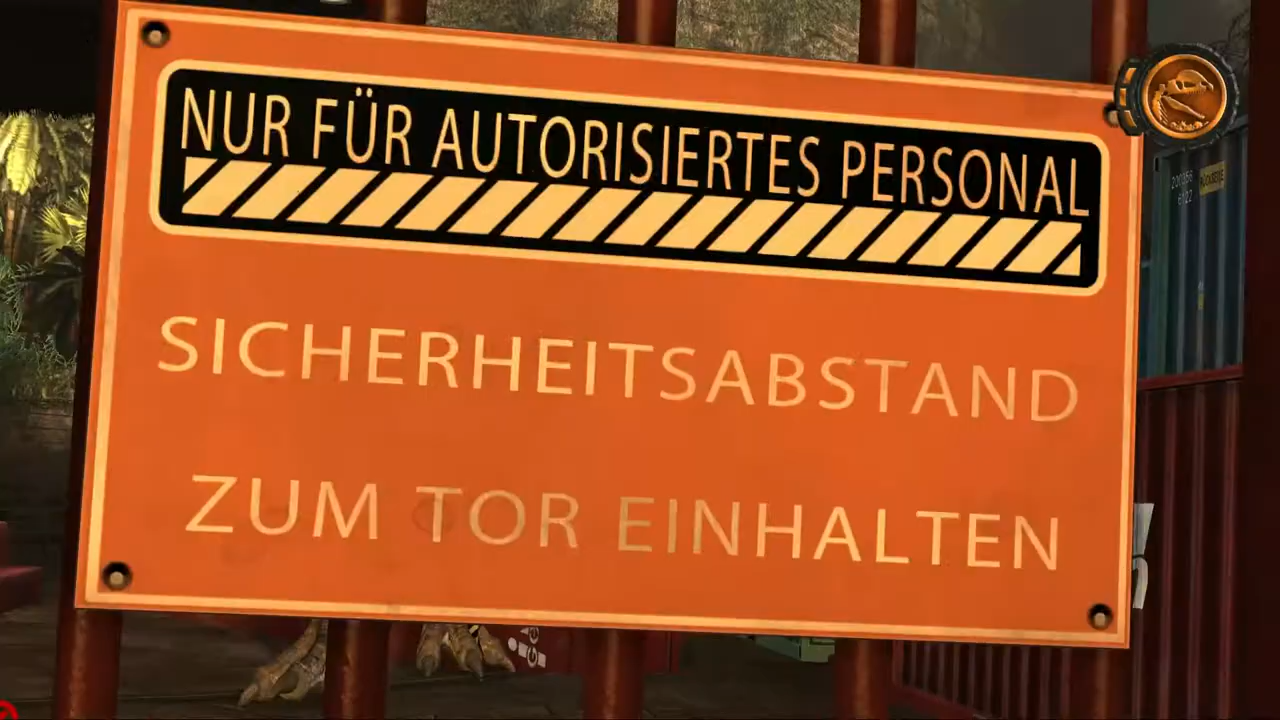 NUR FÜR AUTORISIERTES PERSONAL
SICHERHEITSABSTAND
ZUM TOR EINHALTEN